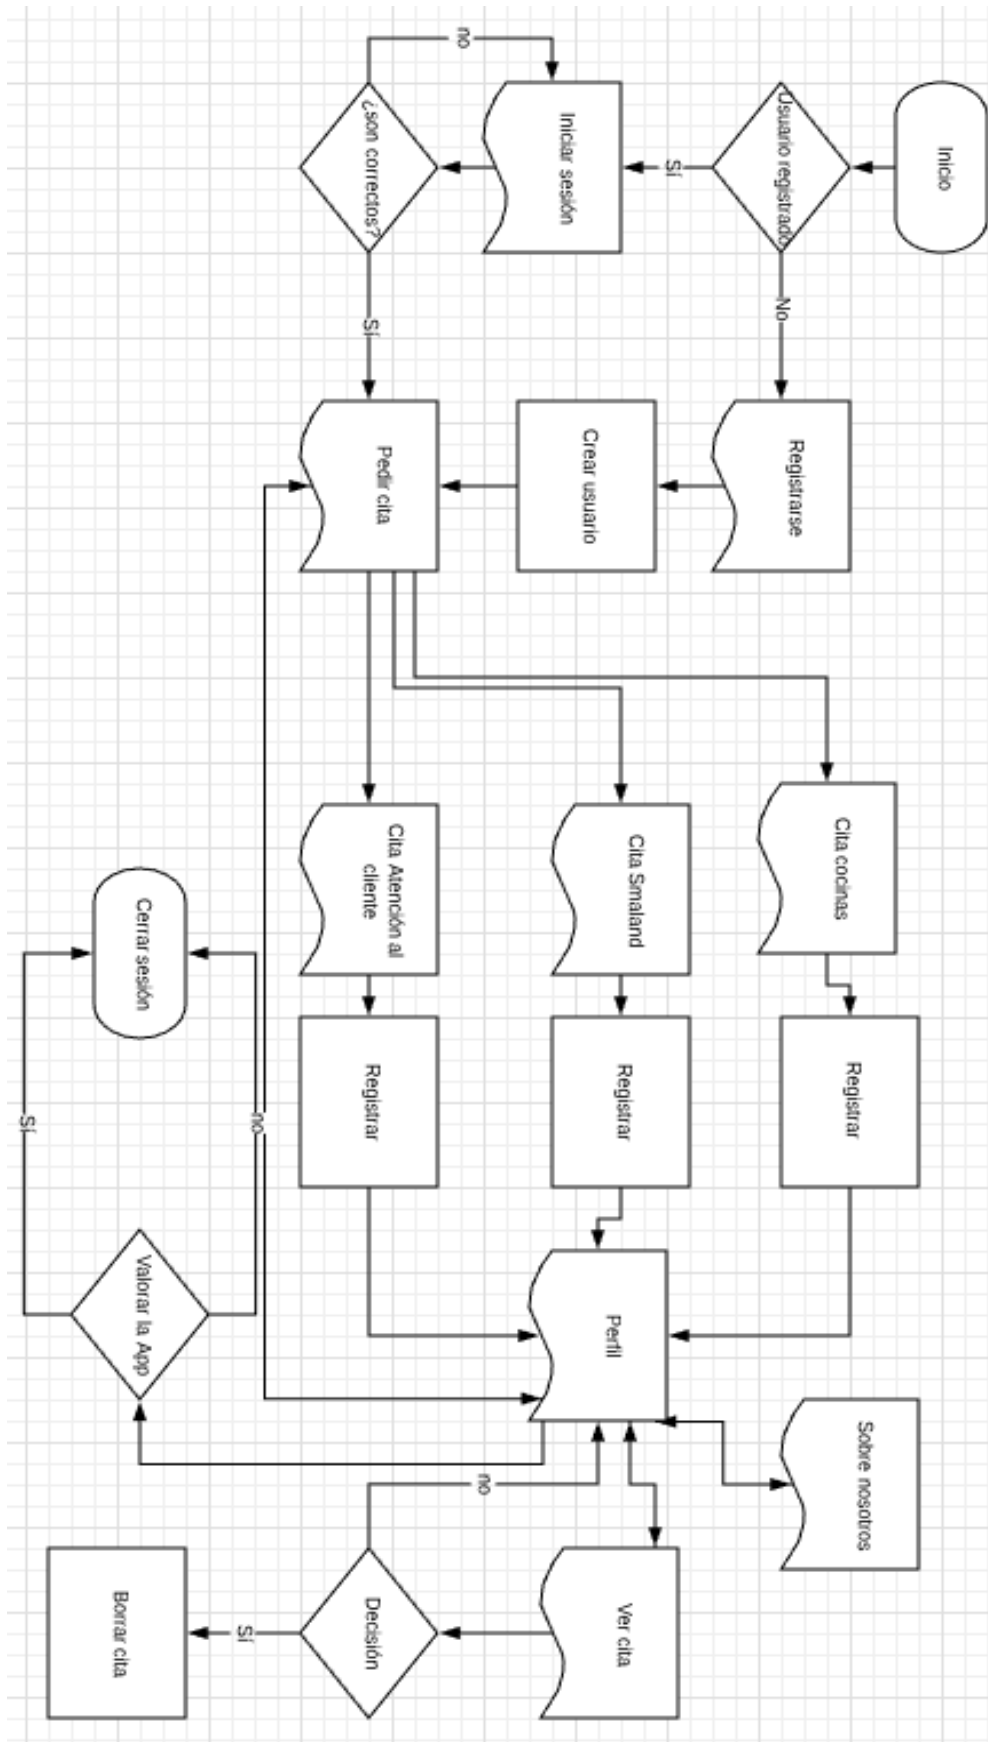 Inicio
Usuario registrado
Sí
No
Iniciar sesión
no
¿son correctos?
Sí
Registrarse
Crear usuario
Pedir cita
Cita cocinas
Cita Smaland
Cita Atención al
cliente
Registrar
Registrar
Registrar
Perfil
Sobre nosotros
Ver cita
Decisión
no
Sí
Borrar cita
Valorar la App
no
Sí
Cerrar sesión